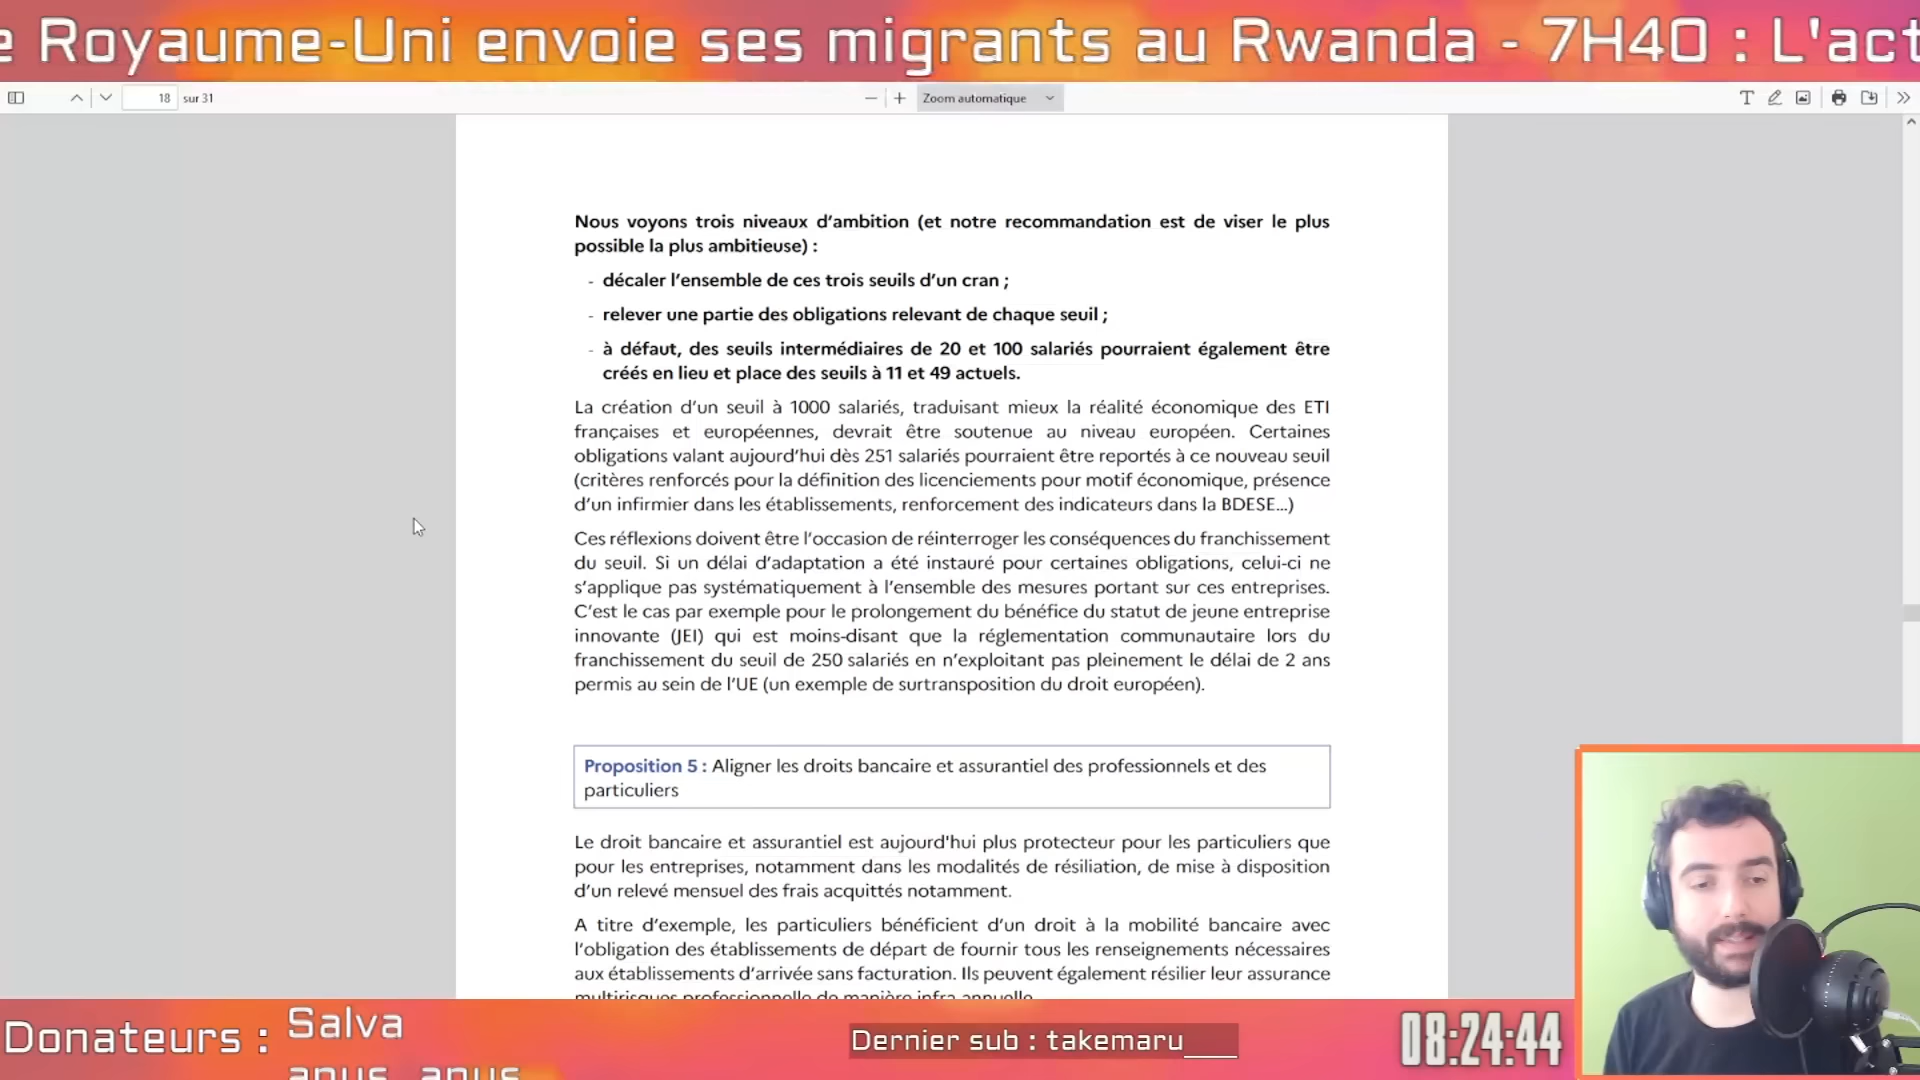 e Royaume-Uni envoie ses migrants au Rwanda - 7H40 : L'act
18 sur 31
Zoom automatique
Nous voyons trois niveaux d’ambition (et notre recommandation est de viser le plus
possible la plus ambitieuse) :
- décaler l’ensemble de ces trois seuils d’un cran ;
- relever une partie des obligations relevant de chaque seuil ;
- à défaut, des seuils intermédiaires de 20 et 100 salariés pourraient également être
créés en lieu et place des seuils à 11 et 49 actuels.
La création d’un seuil à 1000 salariés, traduisant mieux la réalité économique des ETI
françaises et européennes, devrait être soutenue au niveau européen. Certaines
obligations valant aujourd’hui dès 251 salariés pourraient être reportés à ce nouveau seuil
(critères renforcés pour la définition des licenciements pour motif économique, présence
d’un infirmier dans les établissements, renforcement des indicateurs dans la BDESE…)
Ces réflexions doivent être l’occasion de réinterroger les conséquences du franchissement
du seuil. Si un délai d’adaptation a été instauré pour certaines obligations, celui-ci ne
s’applique pas systématiquement à l’ensemble des mesures portant sur ces entreprises.
C’est le cas par exemple pour le prolongement du bénéfice du statut de jeune entreprise
innovante (JEI) qui est moins-disant que la réglementation communautaire lors du
franchissement du seuil de 250 salariés en n’exploitant pas pleinement le délai de 2 ans
permis au sein de l’UE (un exemple de surtransposition du droit européen).
Proposition 5 : Aligner les droits bancaire et assurantiel des professionnels et des
particuliers
Le droit bancaire et assurantiel est aujourd'hui plus protecteur pour les particuliers que
pour les entreprises, notamment dans les modalités de résiliation, de mise à disposition
d’un relevé mensuel des frais acquittés notamment.
A titre d’exemple, les particuliers bénéficient d’un droit à la mobilité bancaire avec
l’obligation des établissements de départ de fournir tous les renseignements nécessaires
aux établissements d’arrivée sans facturation. Ils peuvent également résilier leur assurance
multirisques professionnelle de manière infra annuelle.
Donateurs :
Salva
anus_anus
Dernier sub : takemaru___
08:24:44